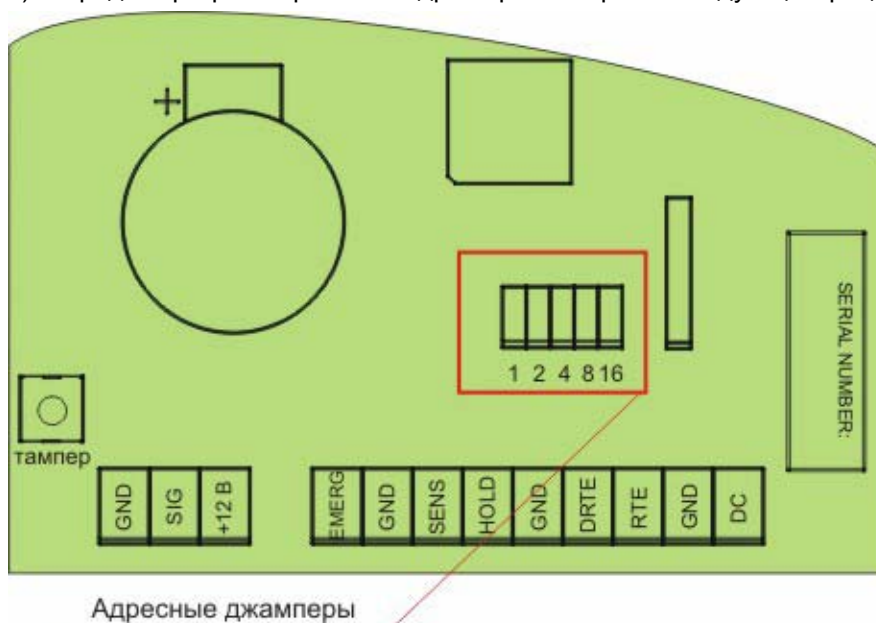 +
1 2 4 8 16
SERIAL NUMBER:
тампер
GND SIG +12 В
EMERG GND SENS HOLD GND DRTE RTE GND DC
Адресные джамперы